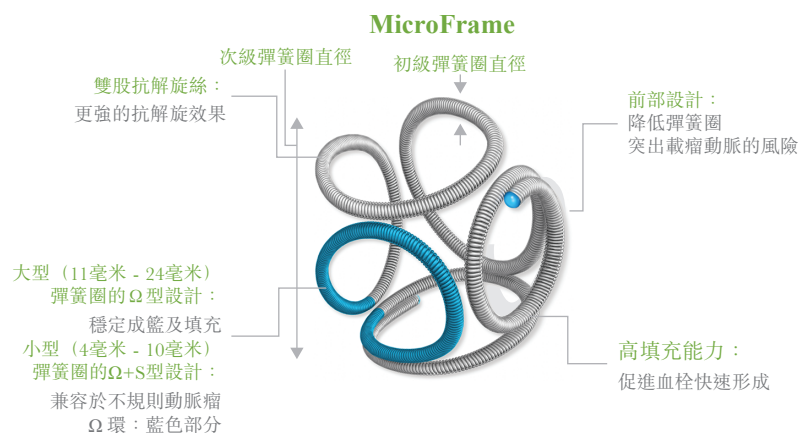 MicroFrame
次級彈簧圈直徑
初級彈簧圈直徑
雙股抗解旋絲：
更強的抗解旋效果
前部設計：
降低彈簧圈
突出載瘤動脈的風險
大型（11毫米 - 24毫米）
彈簧圈的Ω型設計：
穩定成籃及填充
小型（4毫米 - 10毫米）
彈簧圈的Ω+S型設計：
兼容於不規則動脈瘤
Ω 環：藍色部分
高填充能力：
促進血栓快速形成